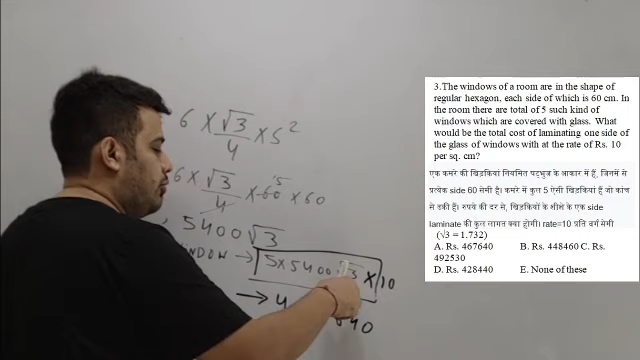 6 × √3/4 × 5²
6 × √3/4 × 60 × 60
15
5400√3
WINDOW → 5×5400√3 × 10
→ 4
640
3.The windows of a room are in the shape of
regular hexagon, each side of which is 60 cm. In
the room there are total of 5 such kind of
windows which are covered with glass. What
would be the total cost of laminating one side of
the glass of windows with at the rate of Rs. 10
per sq. cm?
एक कमरे की खिड़कियां नियमित षट्भुज के आकार में हैं, जिनमें से
प्रत्येक side 60 सेमी है। कमरे में कुल 5 ऐसी खिड़कियां हैं जो कांच
से ढकी हैं। रुपये की दर से, खिड़कियों के शीशे के एक side
laminate की कुल लागत क्या होगी। rate=10 प्रति वर्ग सेमी
(√3 = 1.732)
A. Rs. 467640 B. Rs. 448460 C. Rs.
492530
D. Rs. 428440 E. None of these